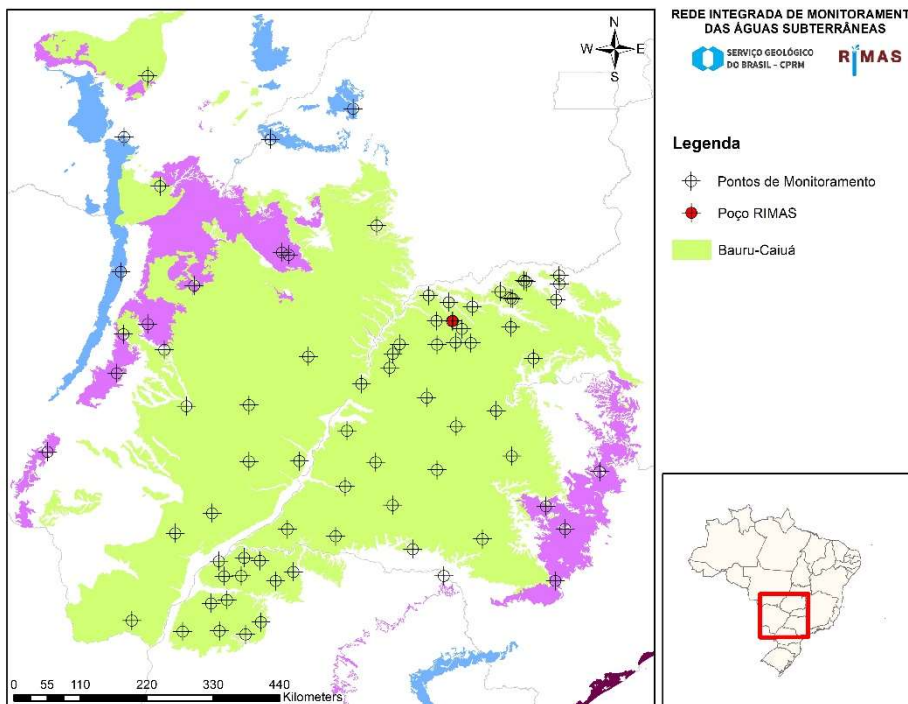 REDE INTEGRADA DE MONITORAMENT
DAS ÁGUAS SUBTERRÂNEAS
SERVIÇO GEOLÓGICO
DO BRASIL – CPRM
RIMAS
N
W E
S
Legenda
Pontos de Monitoramento
Poço RIMAS
Bauru-Caiuá
0 55 110 220 330 440
Kilometers